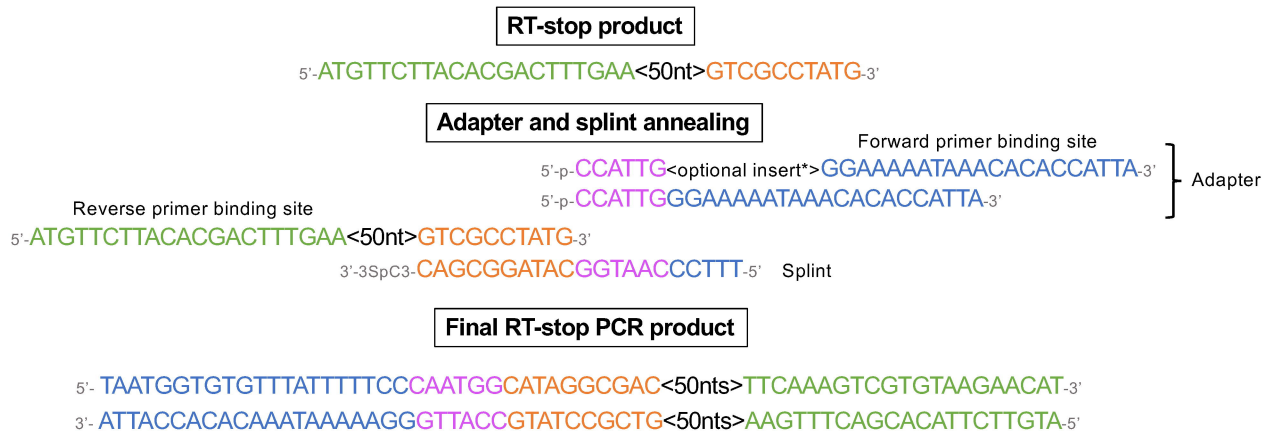 RT-stop product
5'-ATGTTCTTACACGACTTTGAA<50nt>GTCGCCTATG-3'
Adapter and splint annealing
Forward primer binding site
5'-p-CCATTG<optional insert*>GGAAAAATAAACACACCATTA-3'
Adapter
5'-p-CCATTGGGAAAAATAAACACACCATTA-3'
Reverse primer binding site
5'-ATGTTCTTACACGACTTTGAA<50nt>GTCGCCTATG-3'
3'-3SpC3-CAGCGGATACGGTAACCCTTT-5' Splint
Final RT-stop PCR product
5'- TAATGGTGTGTTTATTTTTCCCAATGGCATAGGCGAC<50nts>TTCAAAGTCGTGTAAGAACAT-3'
3'- ATTACCACACAAATAAAAAGGGTTACCGTATCCGCTG<50nts>AAGTTTCAGCACATTCTTGTA-5'